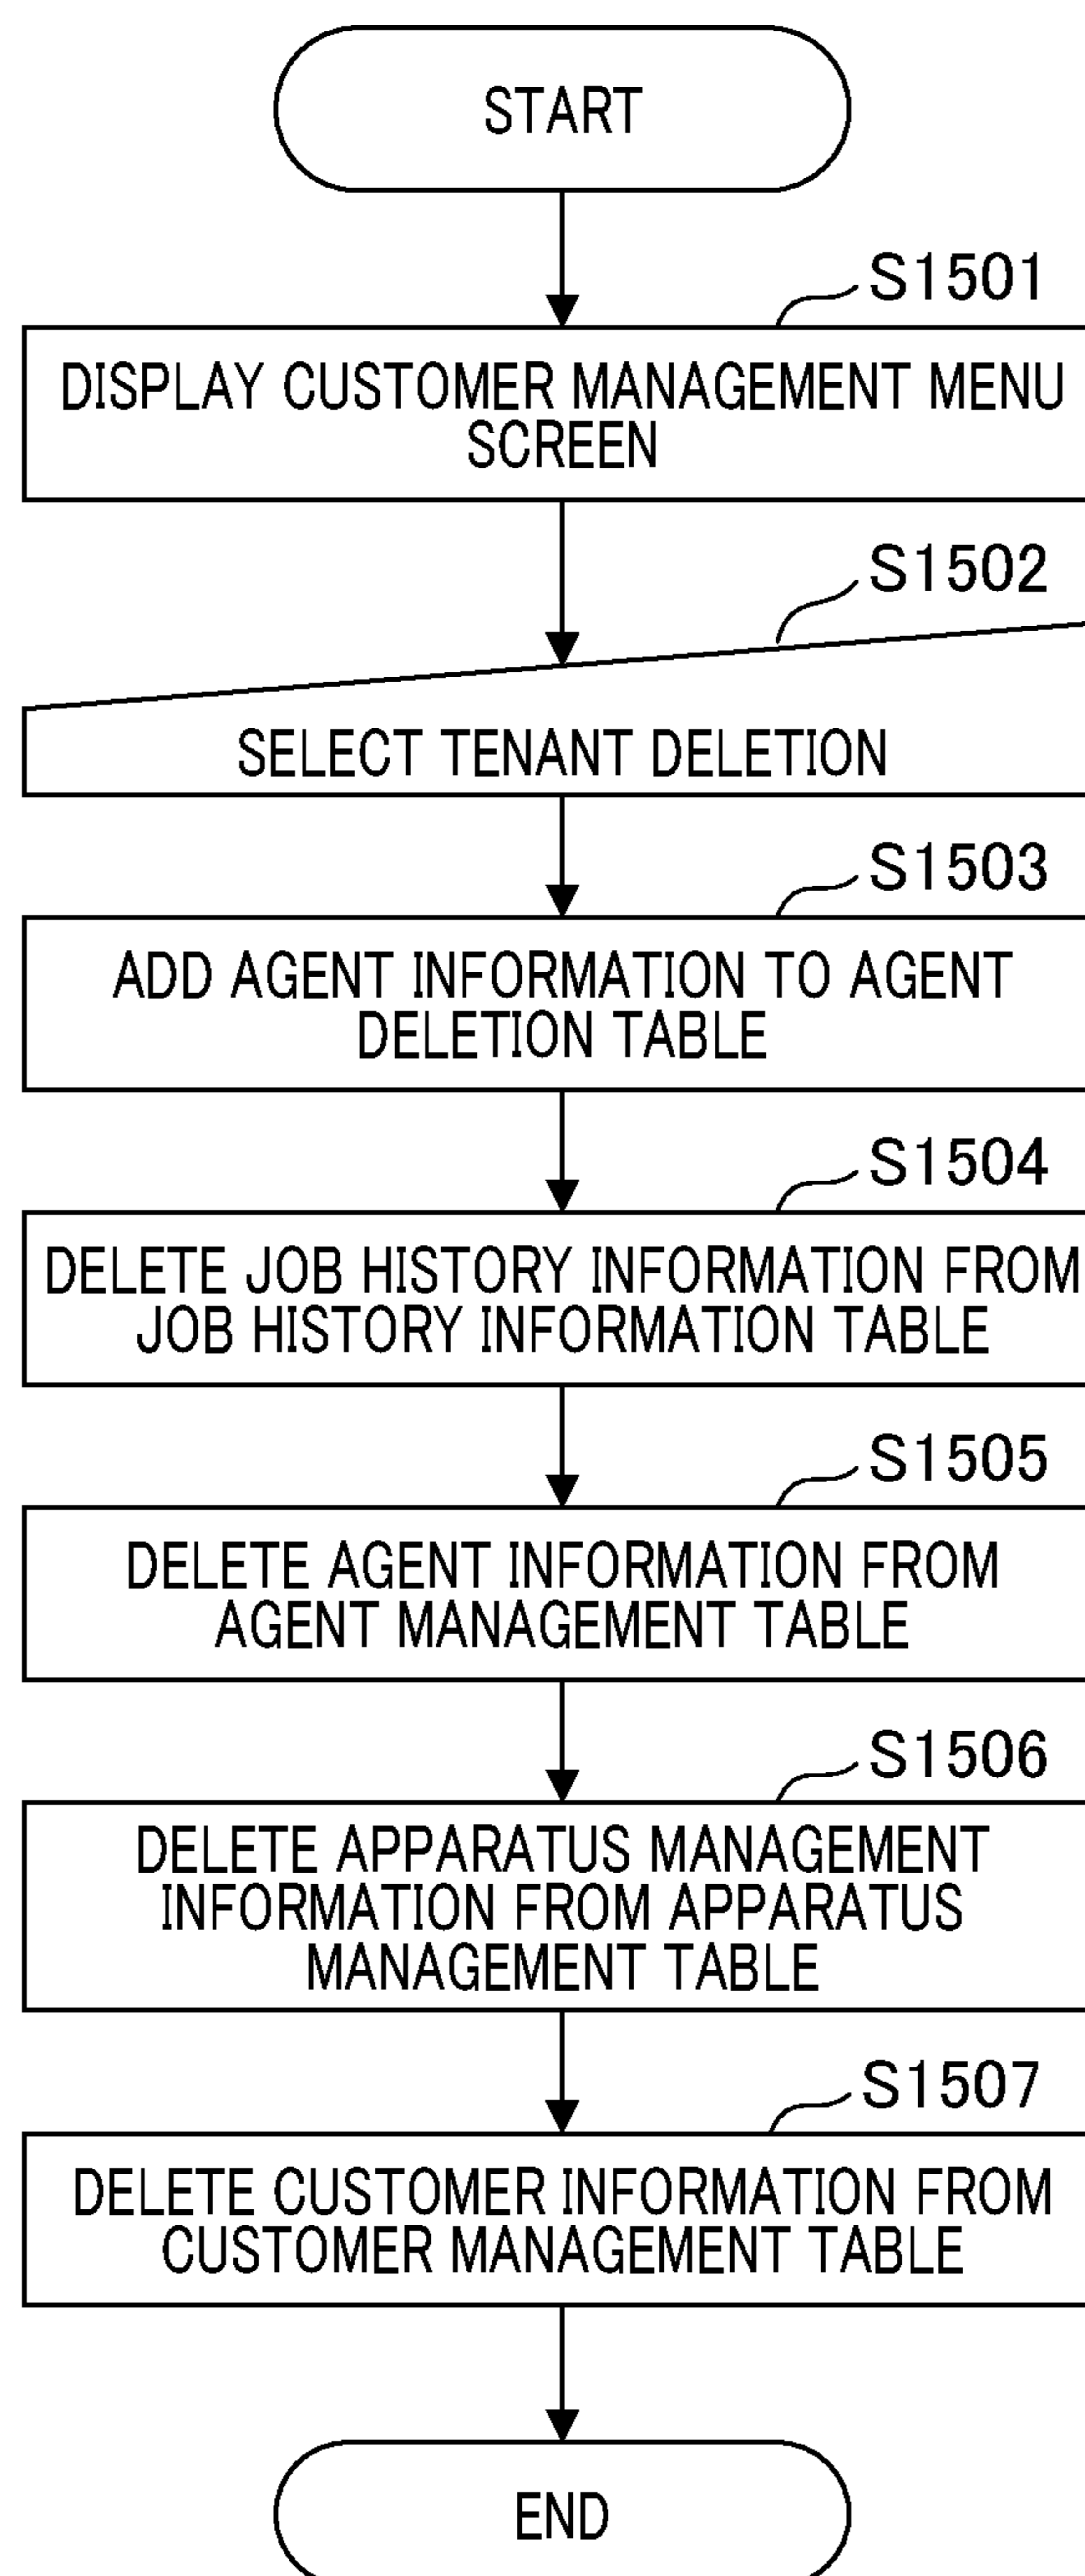 START
S1501
DISPLAY CUSTOMER MANAGEMENT MENU
SCREEN
S1502
SELECT TENANT DELETION
S1503
ADD AGENT INFORMATION TO AGENT
DELETION TABLE
S1504
DELETE JOB HISTORY INFORMATION FROM
JOB HISTORY INFORMATION TABLE
S1505
DELETE AGENT INFORMATION FROM
AGENT MANAGEMENT TABLE
S1506
DELETE APPARATUS MANAGEMENT
INFORMATION FROM APPARATUS
MANAGEMENT TABLE
S1507
DELETE CUSTOMER INFORMATION FROM
CUSTOMER MANAGEMENT TABLE
END